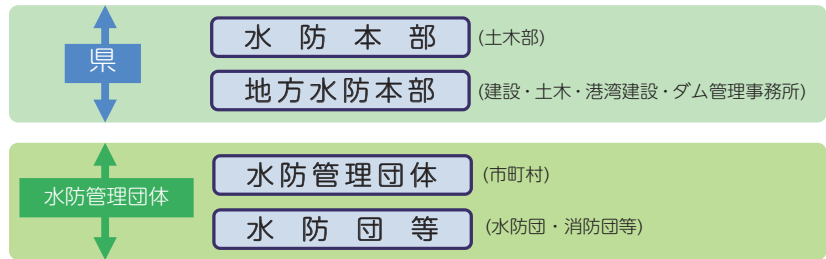 県
水防本部 (土木部)
地方水防本部 (建設・土木・港湾建設・ダム管理事務所)
水防管理団体
水防管理団体 (市町村)
水防団等 (水防団・消防団等)